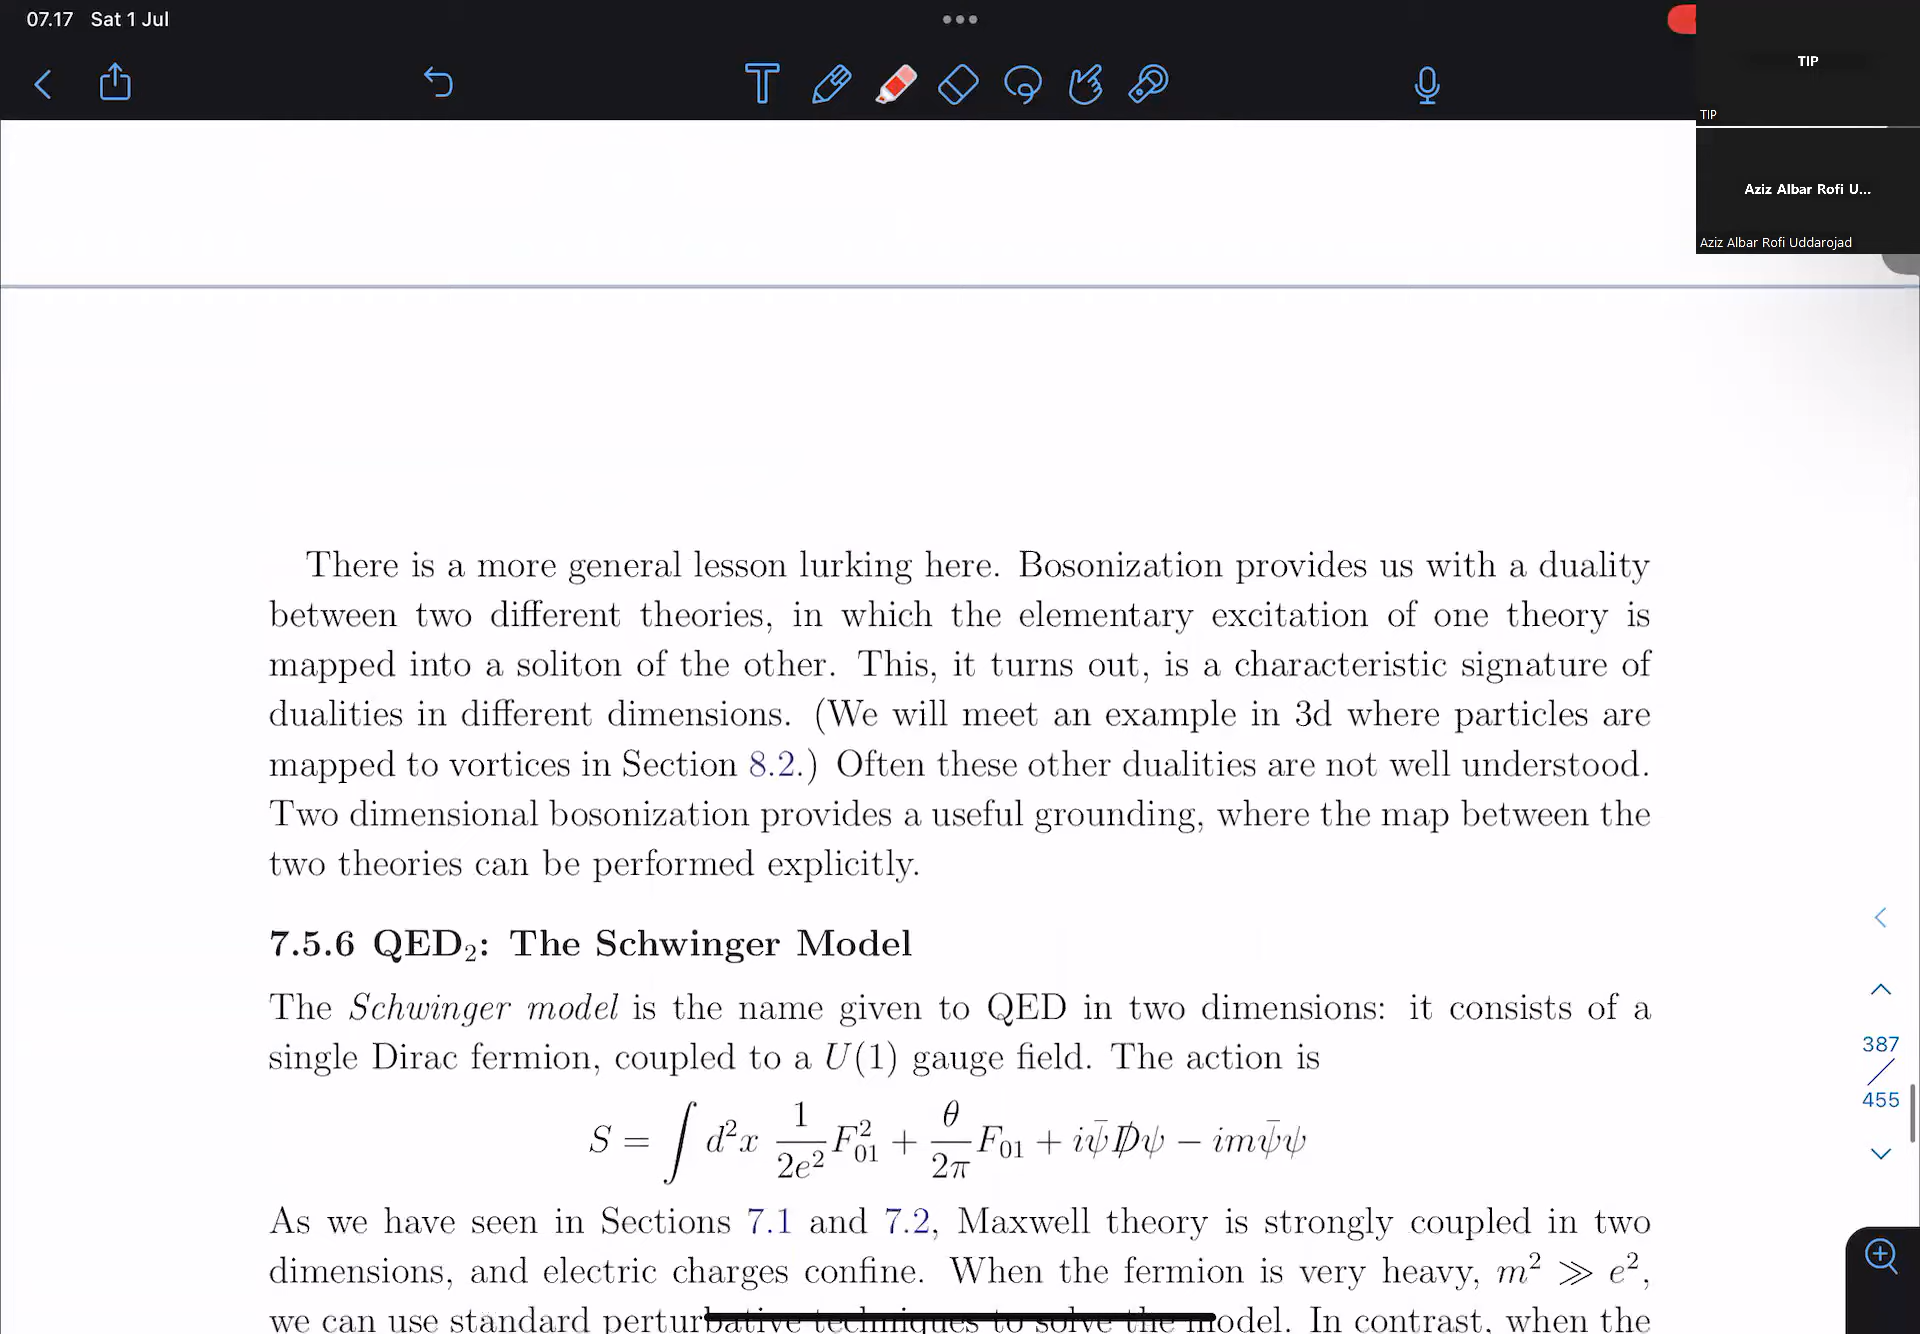 07.17 Sat 1 Jul
TIP
TIP
Aziz Albar Rofi U...
Aziz Albar Rofi Uddarojad
There is a more general lesson lurking here. Bosonization provides us with a duality
between two different theories, in which the elementary excitation of one theory is
mapped into a soliton of the other. This, it turns out, is a characteristic signature of
dualities in different dimensions. (We will meet an example in 3d where particles are
mapped to vortices in Section 8.2.) Often these other dualities are not well understood.
Two dimensional bosonization provides a useful grounding, where the map between the
two theories can be performed explicitly.
7.5.6 QED₂: The Schwinger Model
The Schwinger model is the name given to QED in two dimensions: it consists of a
single Dirac fermion, coupled to a U(1) gauge field. The action is
S = ∫ d²x 1/2e² F₀₁² + θ/2π F₀₁ + iψ̄D̸ψ − imψ̄ψ
As we have seen in Sections 7.1 and 7.2, Maxwell theory is strongly coupled in two
dimensions, and electric charges confine. When the fermion is very heavy, m² ≫ e²,
we can use standard perturbative techniques to solve the model. In contrast, when the
387
/
455